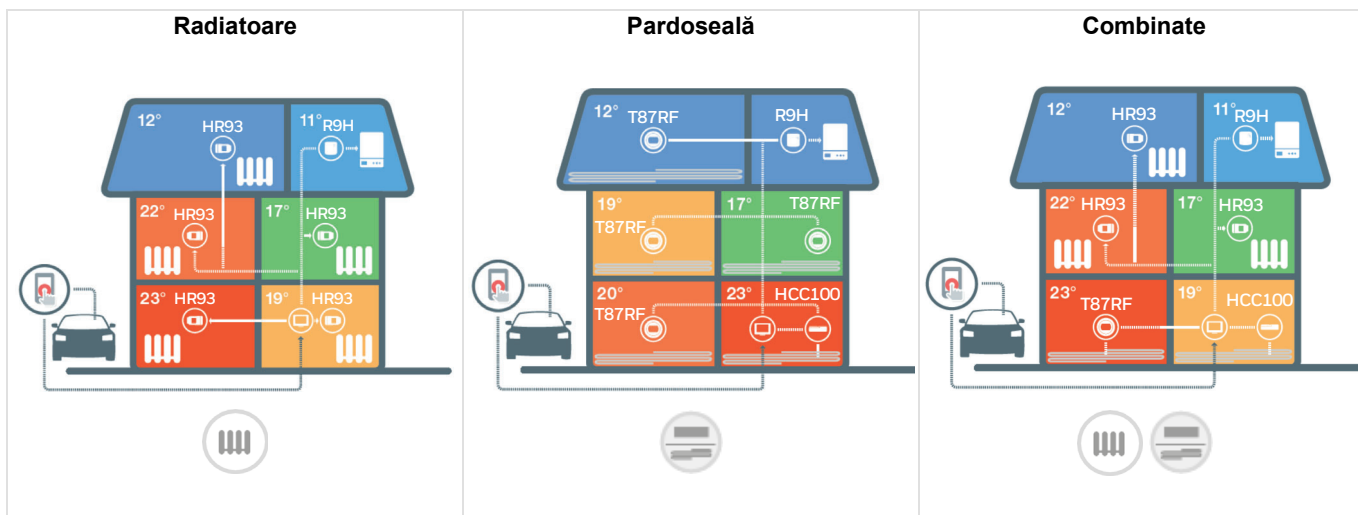 Radiatoare
12°
HR93
11° R9H
22° HR93
17° HR93
23° HR93
19° HR93
Pardoseală
12° T87RF
R9H
19°
T87RF
17° T87RF
20°
T87RF
23° HCC100
Combinate
12°
HR93
11° R9H
22° HR93
17° HR93
23°
T87RF
19° HCC100